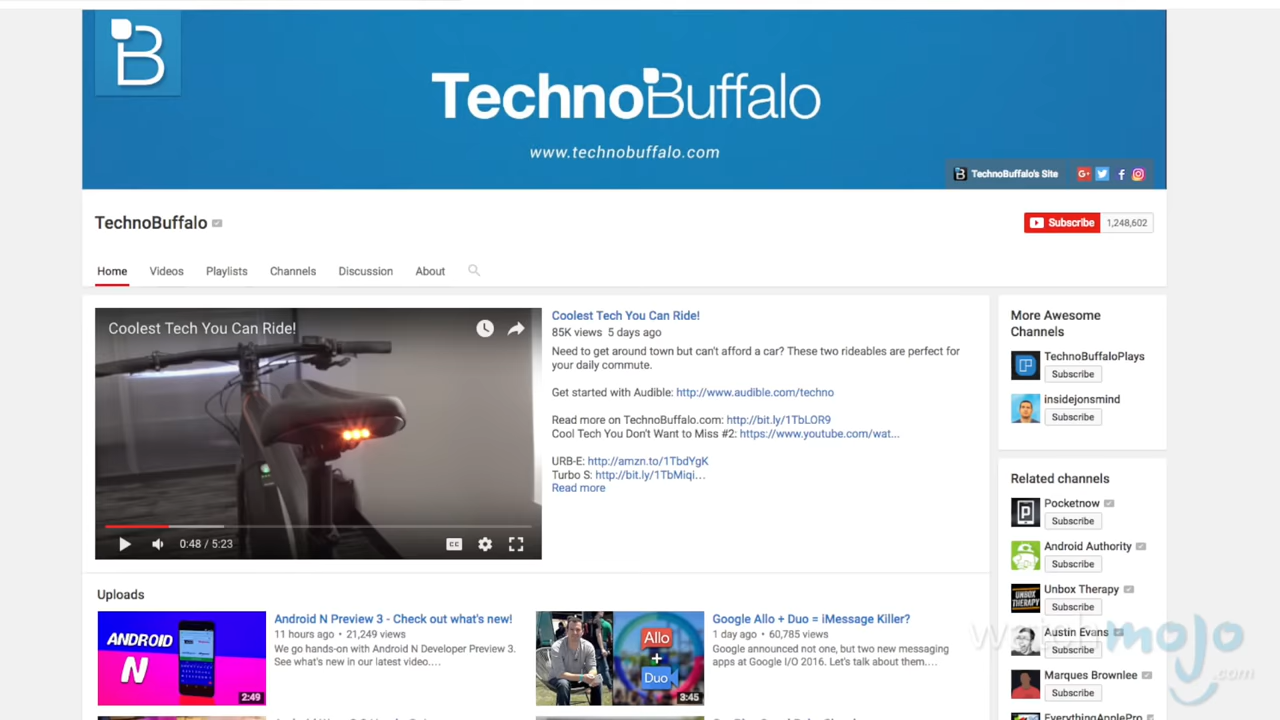 B
TechnoBuffalo
www.technobuffalo.com
TechnoBuffalo's Site
TechnoBuffalo
Subscribe 1,248,602
Home Videos Playlists Channels Discussion About
Coolest Tech You Can Ride!
0:48 / 5:23
CC
Coolest Tech You Can Ride!
85K views 5 days ago
Need to get around town but can't afford a car? These two rideables are perfect for
your daily commute.
Get started with Audible: http://www.audible.com/techno
Read more on TechnoBuffalo.com: http://bit.ly/1TbLOR9
Cool Tech You Don't Want to Miss #2: https://www.youtube.com/wat...
URB-E: http://amzn.to/1TbdYgK
Turbo S: http://bit.ly/1TbMiqi...
Read more
More Awesome
Channels
TechnoBuffaloPlays
Subscribe
insidejonsmind
Subscribe
Related channels
Pocketnow
Subscribe
Android Authority
Subscribe
UNBOX
THERAPY
Unbox Therapy
Subscribe
Austin Evans
Subscribe
Marques Brownlee
Subscribe
EverythingApplePro
Uploads
ANDROID
N
2:49
Android N Preview 3 - Check out what's new!
11 hours ago • 21,249 views
We go hands-on with Android N Developer Preview 3.
See what's new in our latest video....
Allo
+
Duo
3:45
Google Allo + Duo = iMessage Killer?
1 day ago • 60,785 views
Google announced not one, but two new messaging
apps at Google I/O 2016. Let's talk about them....
watchmojo
.com